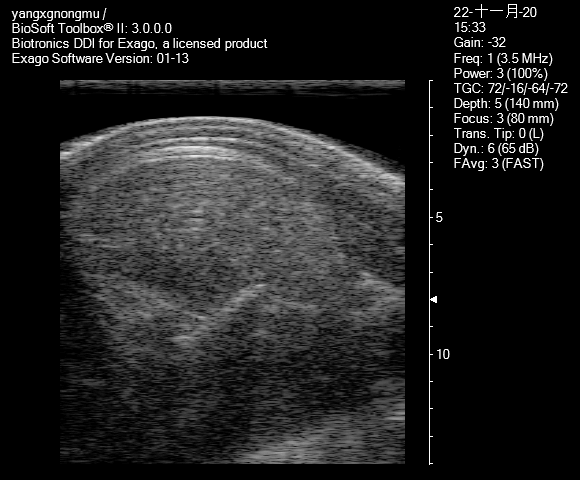 yangxgnongmu /
BioSoft Toolbox® II: 3.0.0.0
Biotronics DDI for Exago, a licensed product
Exago Software Version: 01-13
22-十一月-20
15:33
Gain: -32
Freq: 1 (3.5 MHz)
Power: 3 (100%)
TGC: 72/-16/-64/-72
Depth: 5 (140 mm)
Focus: 3 (80 mm)
Trans. Tip: 0 (L)
Dyn.: 6 (65 dB)
FAvg: 3 (FAST)
5
10